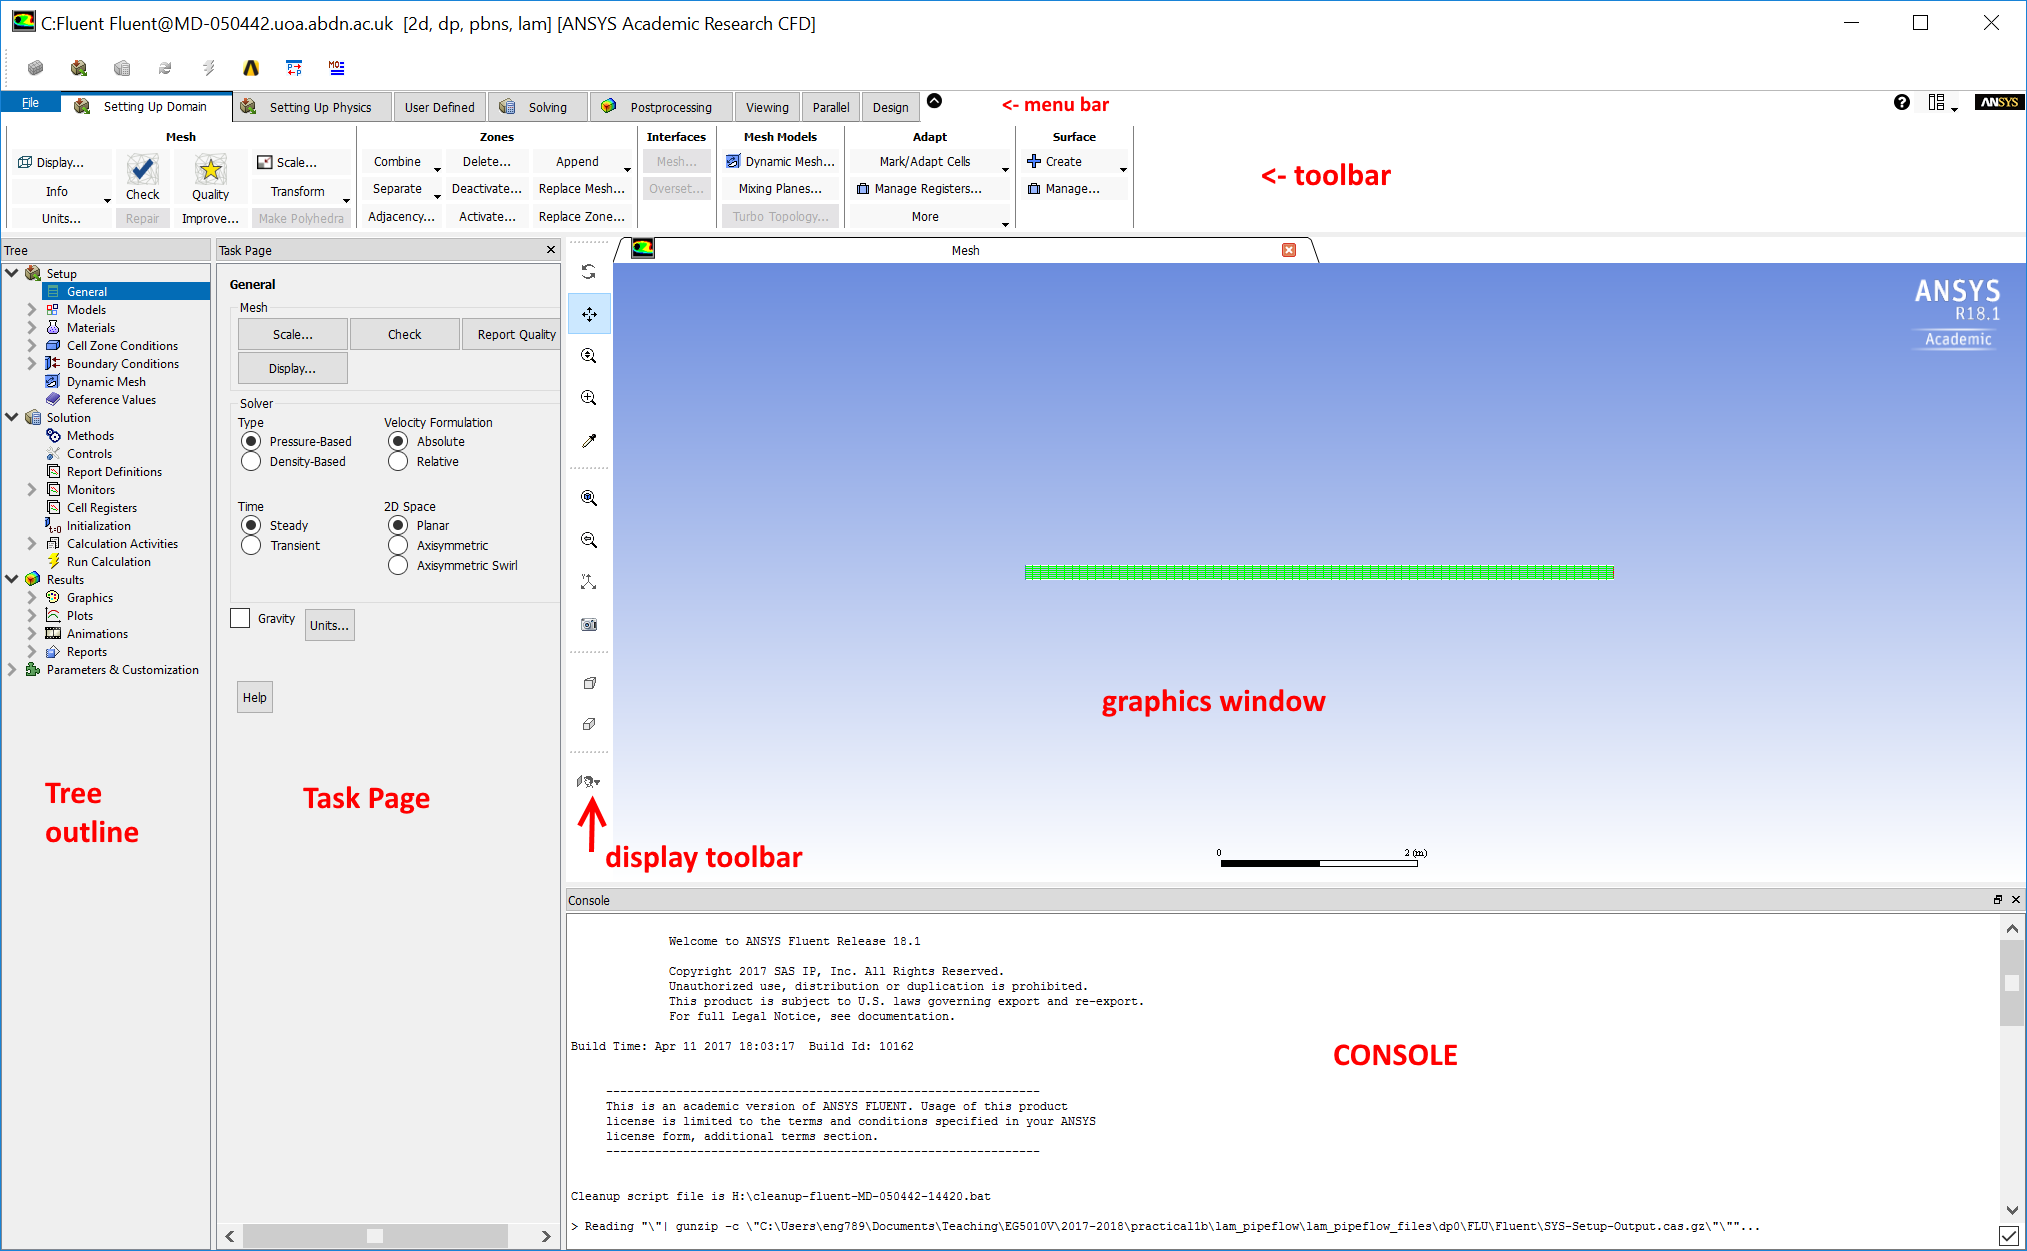 C:Fluent Fluent@MD-050442.uoa.abdn.ac.uk [2d, dp, pbns, lam] [ANSYS Academic Research CFD]
File
Setting Up Domain
Setting Up Physics
User Defined
Solving
Postprocessing
Viewing
Parallel
Design
<- menu bar
ANSYS
Mesh
Display...
Info
Units...
Check
Repair
Quality
Improve...
Scale...
Transform
Make Polyhedra
Zones
Combine
Separate
Adjacency...
Delete...
Deactivate...
Activate...
Append
Replace Mesh...
Replace Zone...
Interfaces
Mesh...
Overset...
Mesh Models
Dynamic Mesh...
Mixing Planes...
Turbo Topology...
Adapt
Mark/Adapt Cells
Manage Registers...
More
Surface
Create
Manage...
<- toolbar
Tree
Setup
General
Models
Materials
Cell Zone Conditions
Boundary Conditions
Dynamic Mesh
Reference Values
Solution
Methods
Controls
Report Definitions
Monitors
Cell Registers
Initialization
Calculation Activities
Run Calculation
Results
Graphics
Plots
Animations
Reports
Parameters & Customization
Tree
outline
Task Page
General
Mesh
Scale...
Check
Report Quality
Display...
Solver
Type
Pressure-Based
Density-Based
Velocity Formulation
Absolute
Relative
Time
Steady
Transient
2D Space
Planar
Axisymmetric
Axisymmetric Swirl
Gravity
Units...
Help
Task Page
Mesh
ANSYS
R18.1
Academic
graphics window
display toolbar
0 2 (m)
Console
Welcome to ANSYS Fluent Release 18.1
Copyright 2017 SAS IP, Inc. All Rights Reserved.
Unauthorized use, distribution or duplication is prohibited.
This product is subject to U.S. laws governing export and re-export.
For full Legal Notice, see documentation.
Build Time: Apr 11 2017 18:03:17 Build Id: 10162
CONSOLE
--------------------------------------------------------------
This is an academic version of ANSYS FLUENT. Usage of this product
license is limited to the terms and conditions specified in your ANSYS
license form, additional terms section.
--------------------------------------------------------------
Cleanup script file is H:\cleanup-fluent-MD-050442-14420.bat
> Reading "\"| gunzip -c \"C:\Users\eng789\Documents\Teaching\EG5010V\2017-2018\practical1b\lam_pipeflow\lam_pipeflow_files\dp0\FLU\Fluent\SYS-Setup-Output.cas.gz\"\""...